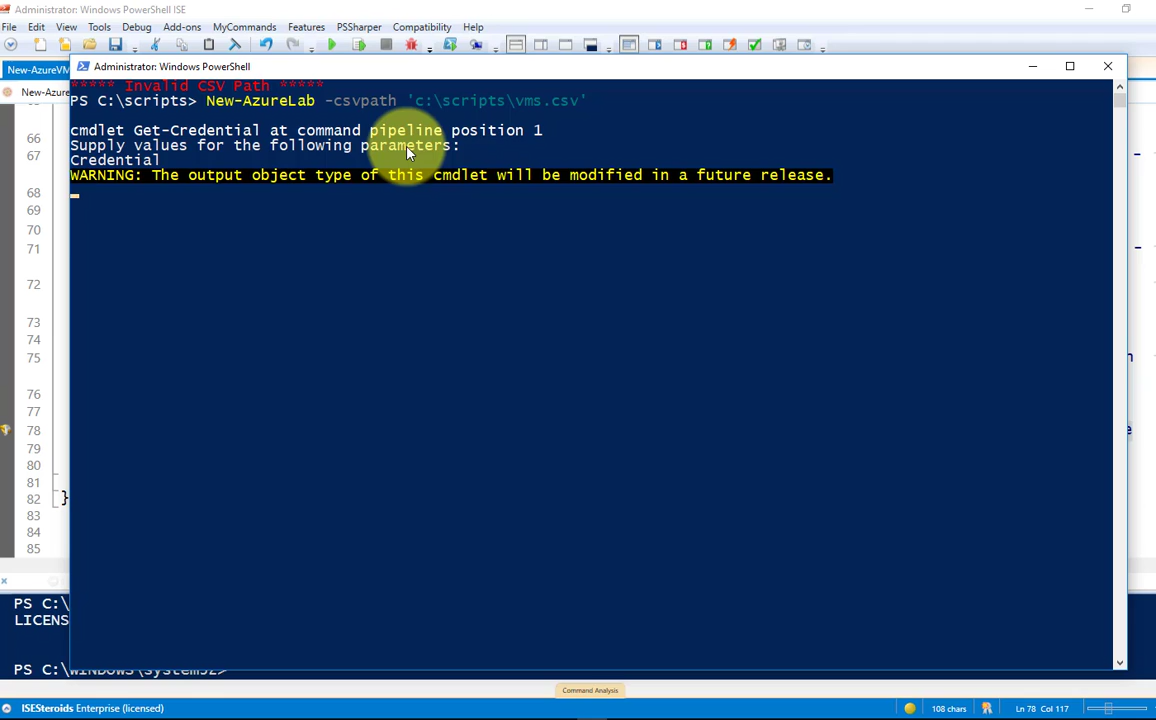 Administrator: Windows PowerShell ISE
File Edit View Tools Debug Add-ons MyCommands Features PSSharper Compatibility Help
New-AzureVM
Administrator: Windows PowerShell
New-Azure
***** Invalid CSV Path *****
PS C:\scripts> New-AzureLab -csvpath 'c:\scripts\vms.csv'
cmdlet Get-Credential at command pipeline position 1
Supply values for the following parameters:
Credential
WARNING: The output object type of this cmdlet will be modified in a future release.
66
67
68
69
70
71
72
73
74
75
76
77
78
79
80
81
82 }
83
84
85
PS C:\
LICENS
PS C:\WINDOWS\system32>
Command Analysis
ISESteroids Enterprise (licensed)
108 chars
Ln 78 Col 117